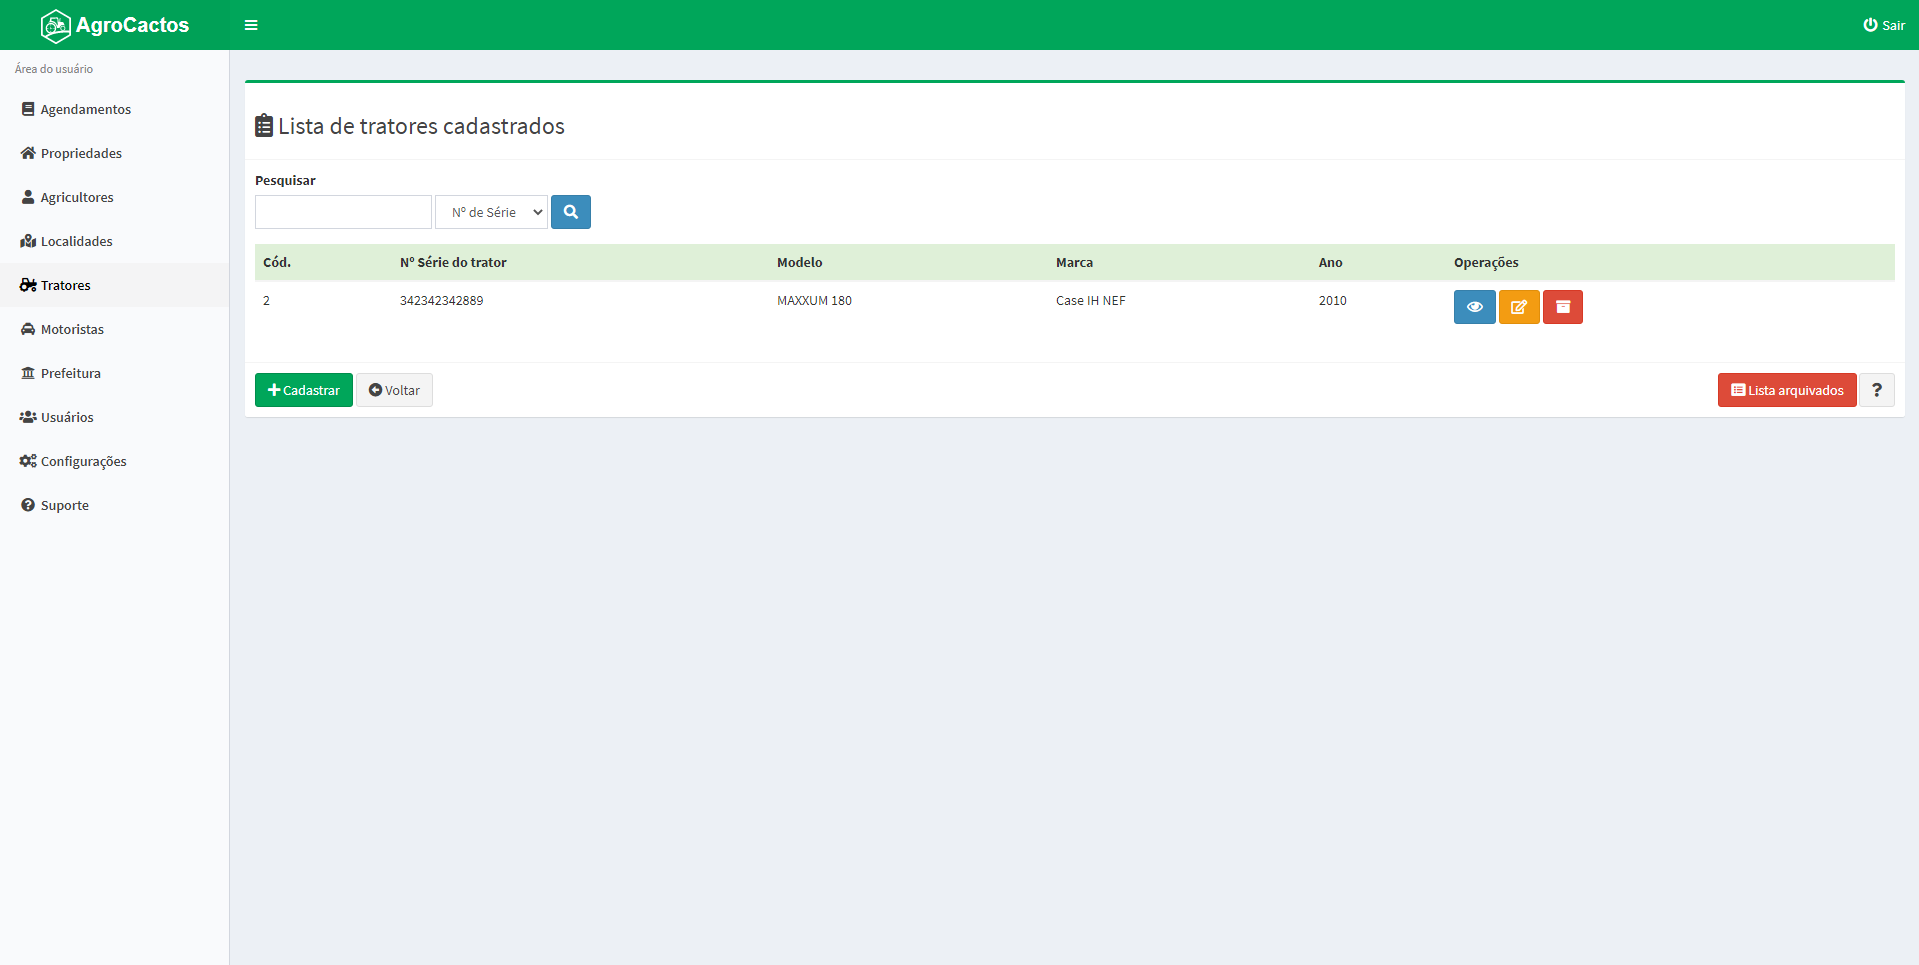 AgroCactos
Sair
Área do usuário
Agendamentos
Propriedades
Agricultores
Localidades
Tratores
Motoristas
Prefeitura
Usuários
Configurações
Suporte
Lista de tratores cadastrados
Pesquisar
Nº de Série
Cód. Nº Série do trator Modelo Marca Ano Operações
2 342342342889 MAXXUM 180 Case IH NEF 2010
Cadastrar Voltar Lista arquivados ?